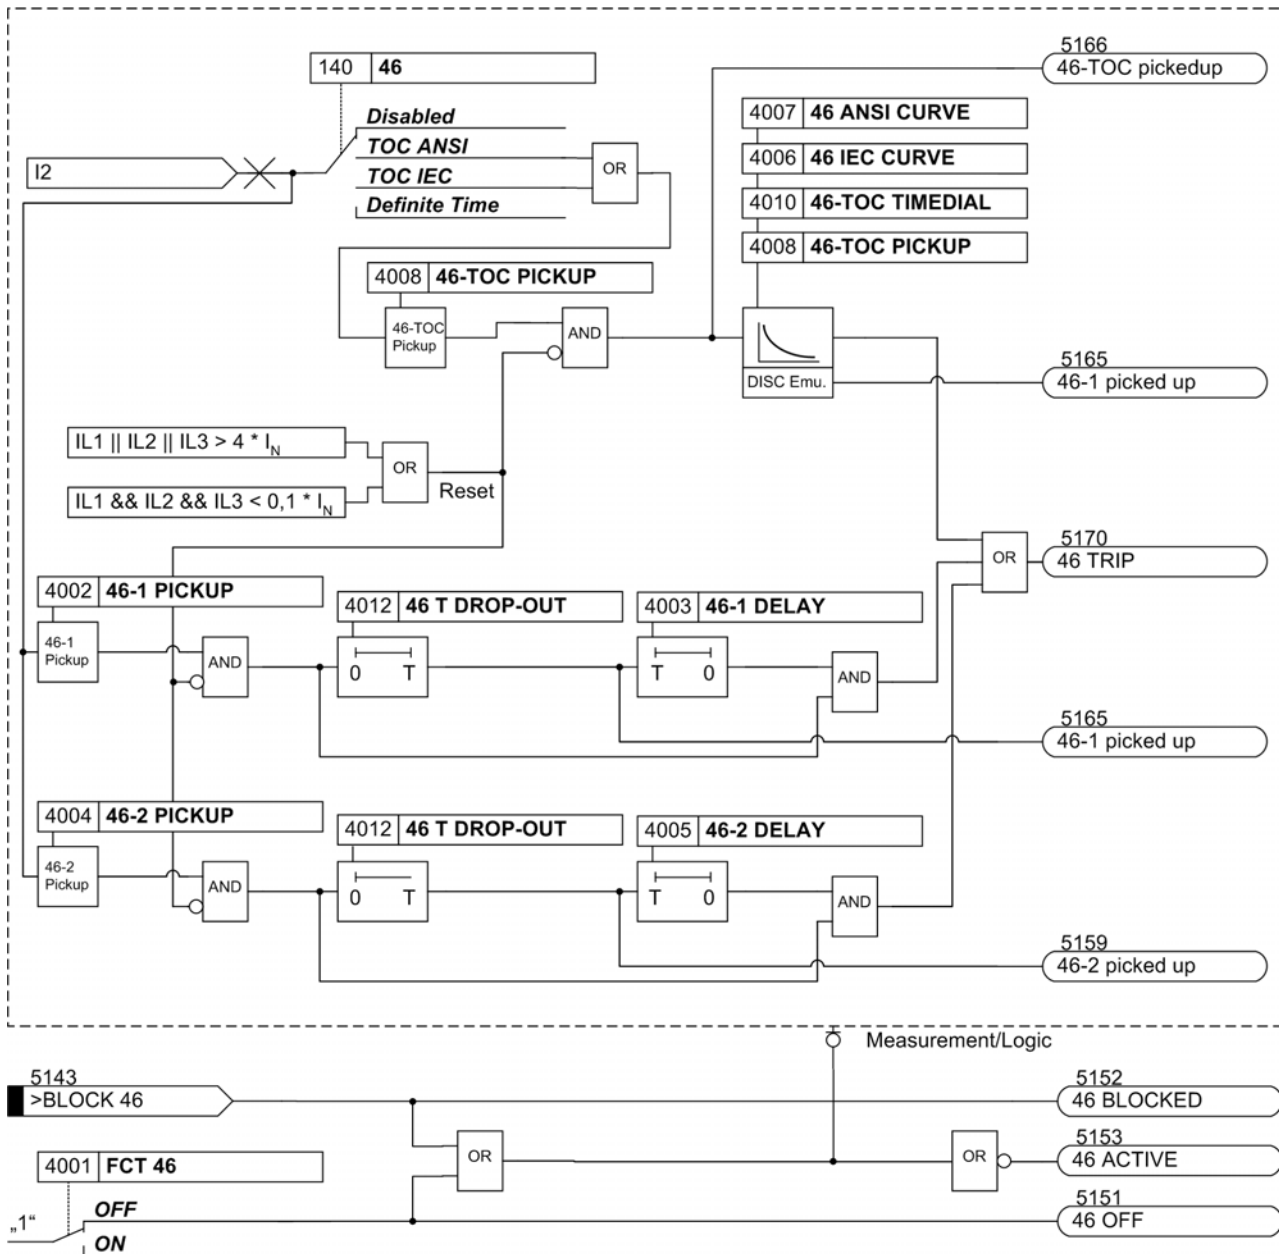 5166
46-TOC pickedup
140 46
Disabled
TOC ANSI
TOC IEC
Definite Time
I2
OR
4007 46 ANSI CURVE
4006 46 IEC CURVE
4010 46-TOC TIMEDIAL
4008 46-TOC PICKUP
4008 46-TOC PICKUP
46-TOC
Pickup
AND
DISC Emu.
5165
46-1 picked up
IL1 || IL2 || IL3 > 4 * IN
OR
Reset
IL1 && IL2 && IL3 < 0,1 * IN
OR
5170
46 TRIP
4002 46-1 PICKUP
46-1
Pickup
AND
4012 46 T DROP-OUT
0 T
4003 46-1 DELAY
T 0
AND
5165
46-1 picked up
4004 46-2 PICKUP
46-2
Pickup
AND
4012 46 T DROP-OUT
0 T
4005 46-2 DELAY
T 0
AND
5159
46-2 picked up
Measurement/Logic
5143
>BLOCK 46
5152
46 BLOCKED
OR
OR
5153
46 ACTIVE
4001 FCT 46
„1“
OFF
ON
5151
46 OFF